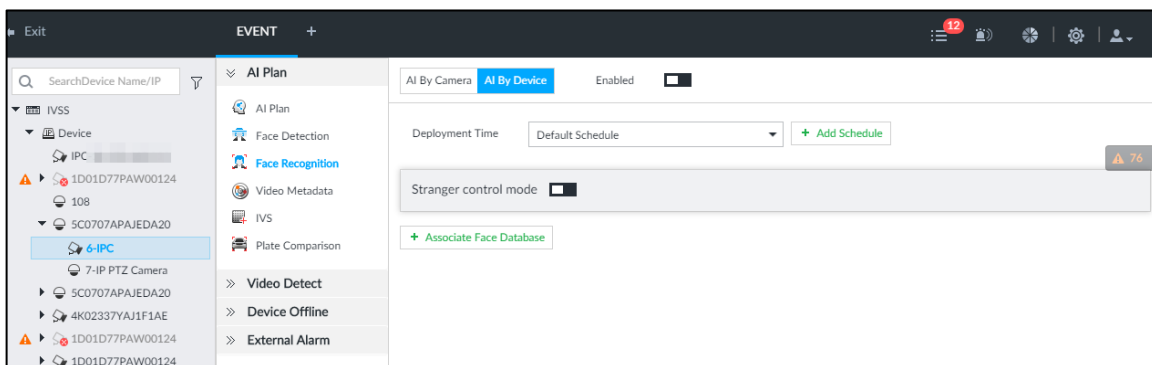 Exit
EVENT +
12
SearchDevice Name/IP
IVSS
Device
IPC
1D01D77PAW00124
108
5C0707APAJEDA20
6-IPC
7-IP PTZ Camera
5C0707APAJEDA20
4K02337YAJ1F1AE
1D01D77PAW00124
1D01D77PAW00124
AI Plan
AI Plan
Face Detection
Face Recognition
Video Metadata
IVS
Plate Comparison
Video Detect
Device Offline
External Alarm
AI By Camera AI By Device Enabled
Deployment Time Default Schedule + Add Schedule
76
Stranger control mode
+ Associate Face Database